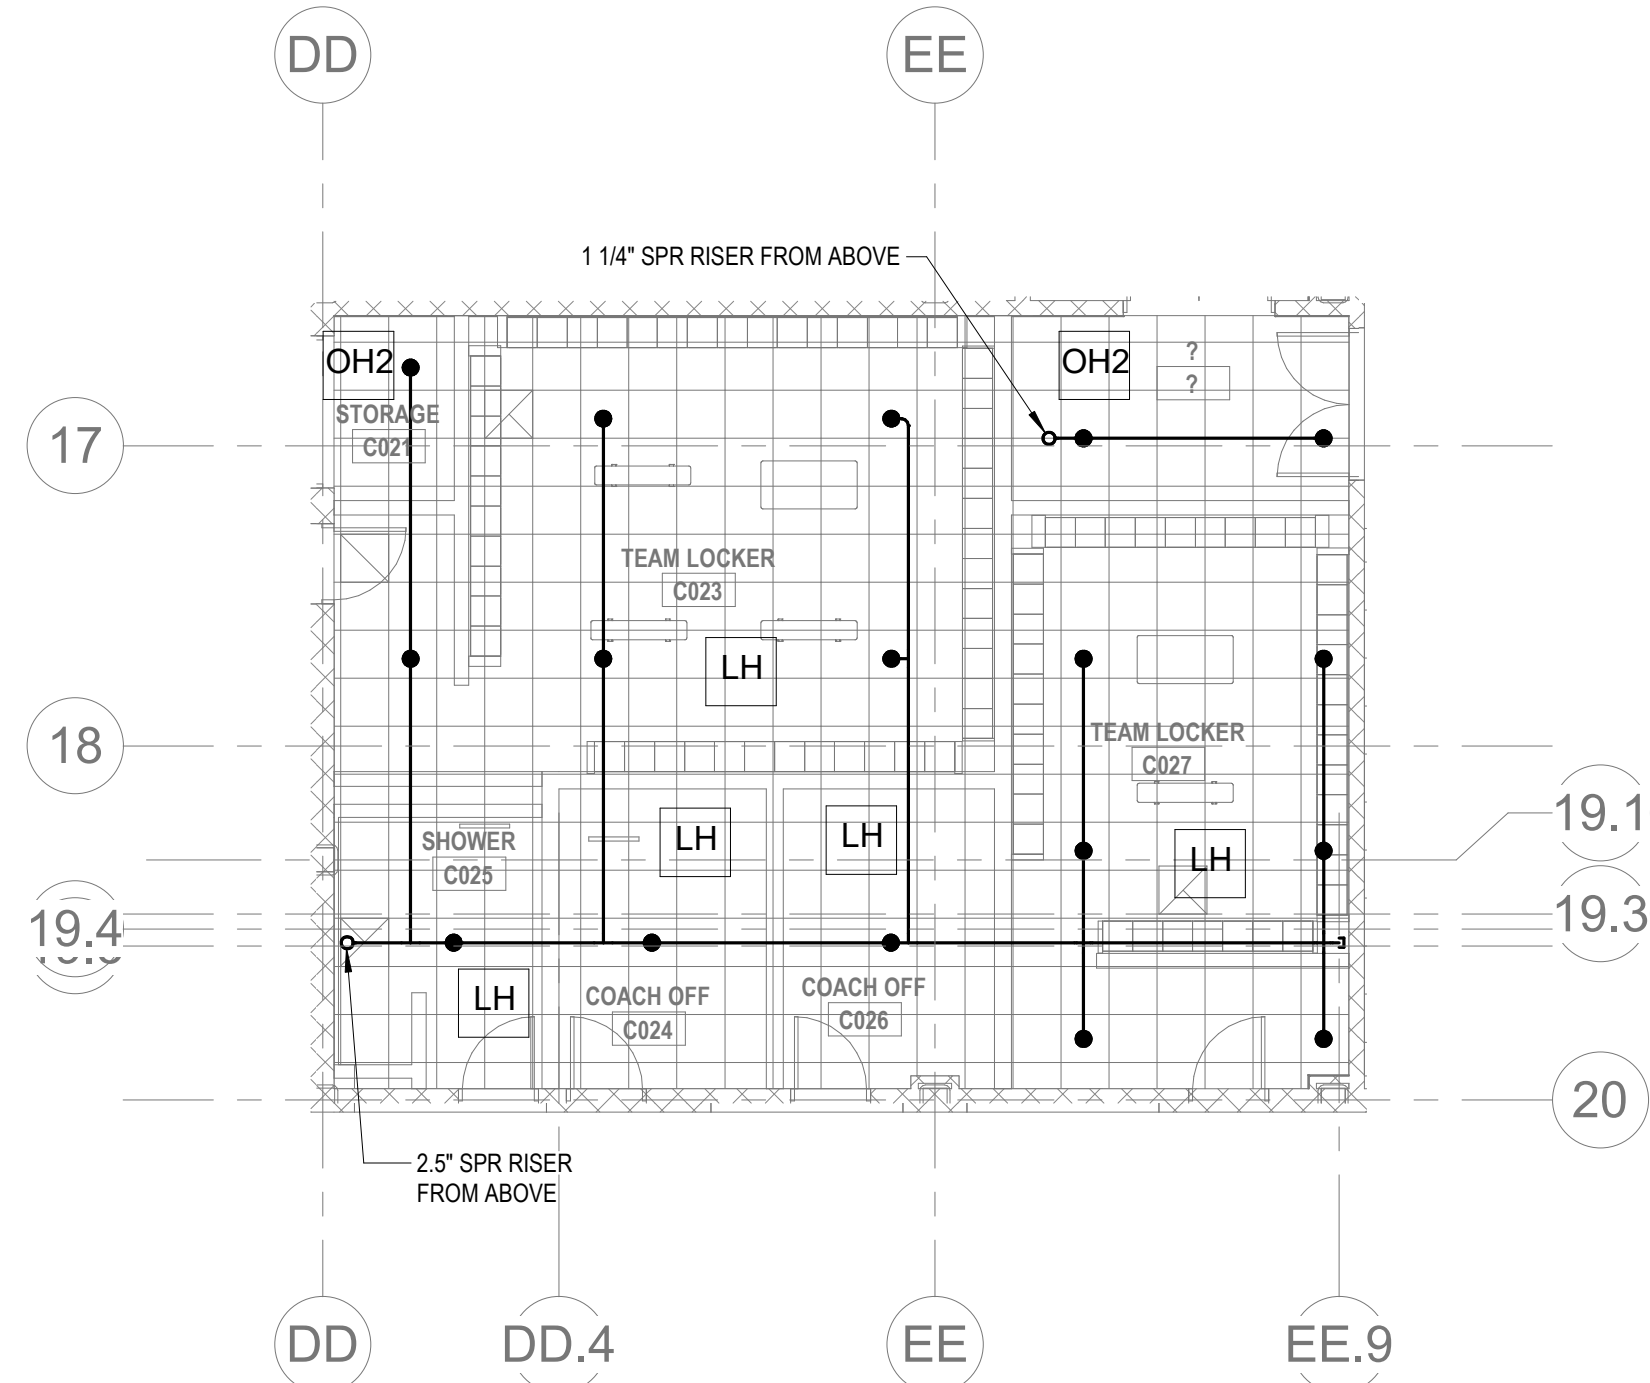 DD
EE
1 1/4" SPR RISER FROM ABOVE
OH2
OH2
?
?
STORAGE
C021
17
TEAM LOCKER
C023
LH
18
TEAM LOCKER
C027
19.1
LH
LH
LH
SHOWER
C025
19.4
19.3
LH
COACH OFF
C024
COACH OFF
C026
20
2.5" SPR RISER
FROM ABOVE
DD
DD.4
EE
EE.9